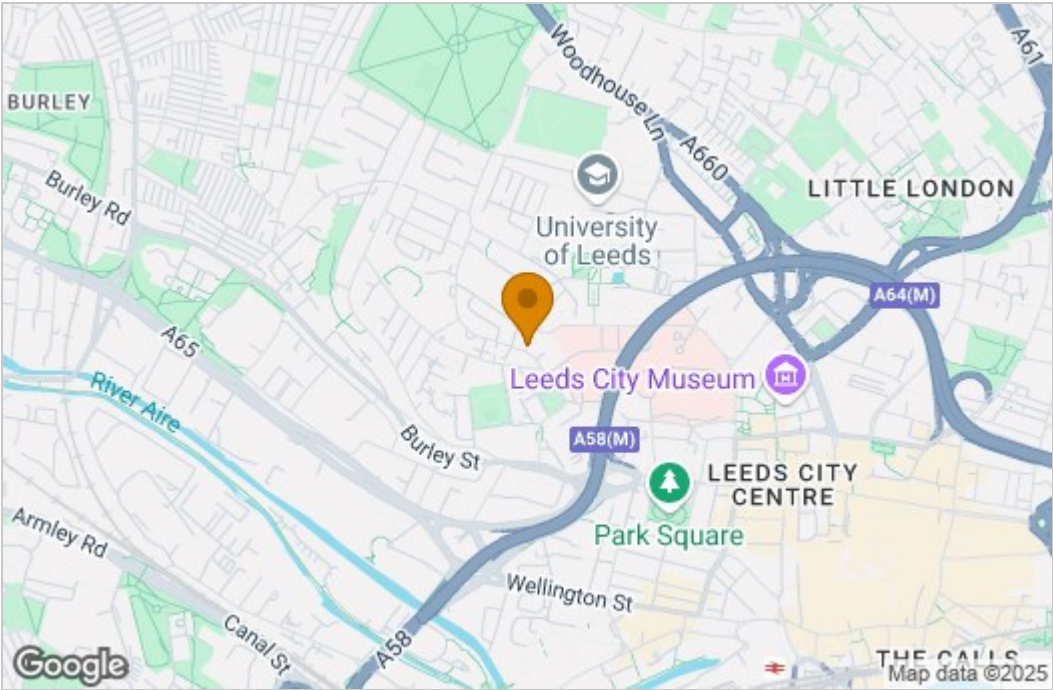 A61
Woodhouse Ln
BURLEY
A660
Burley Rd
LITTLE LONDON
University
of Leeds
A64(M)
A65
Leeds City Museum
River Aire
Burley St
A58(M)
LEEDS CITY
CENTRE
Armley Rd
Park Square
Wellington St
Canal St
A58
THE CALLS
Google
Map data ©2025